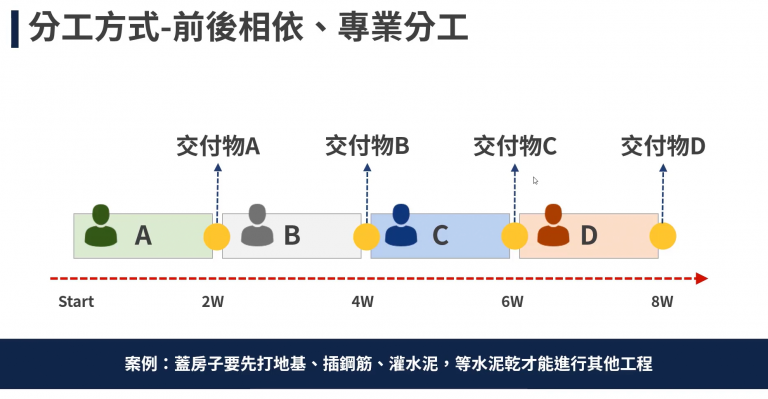 分工方式-前後相依、專業分工
交付物A 交付物B 交付物C 交付物D
A B C D
Start 2W 4W 6W 8W
案例：蓋房子要先打地基、插鋼筋、灌水泥，等水泥乾才能進行其他工程